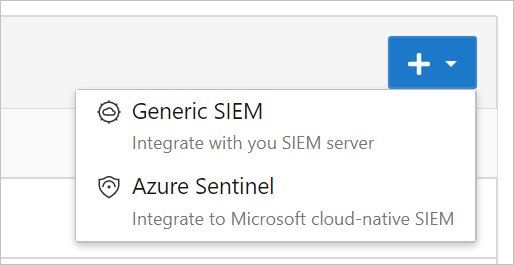 Generic SIEM
Integrate with you SIEM server
Azure Sentinel
Integrate to Microsoft cloud-native SIEM